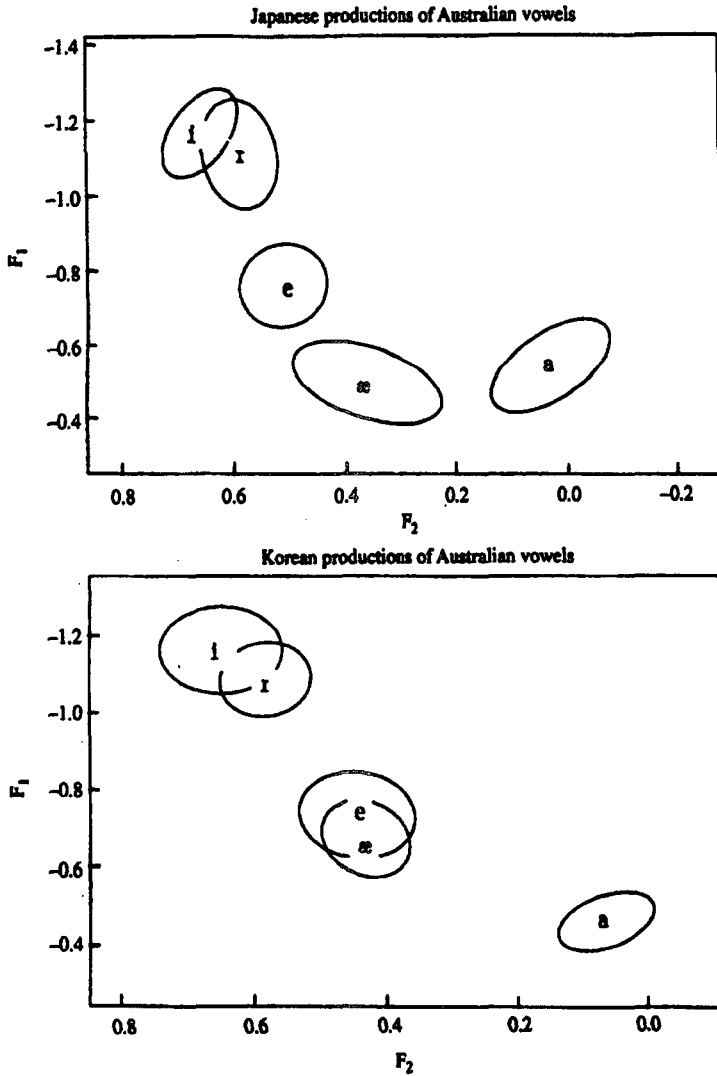 Japanese productions of Australian vowels
−1.4
−1.2
i
ɪ
−1.0
F₁
−0.8
e
−0.6
æ
a
−0.4
0.8 0.6 0.4 0.2 0.0 −0.2
F₂
Korean productions of Australian vowels
−1.2
i
ɪ
−1.0
F₁
−0.8
e
æ
−0.6
a
−0.4
0.8 0.6 0.4 0.2 0.0
F₂